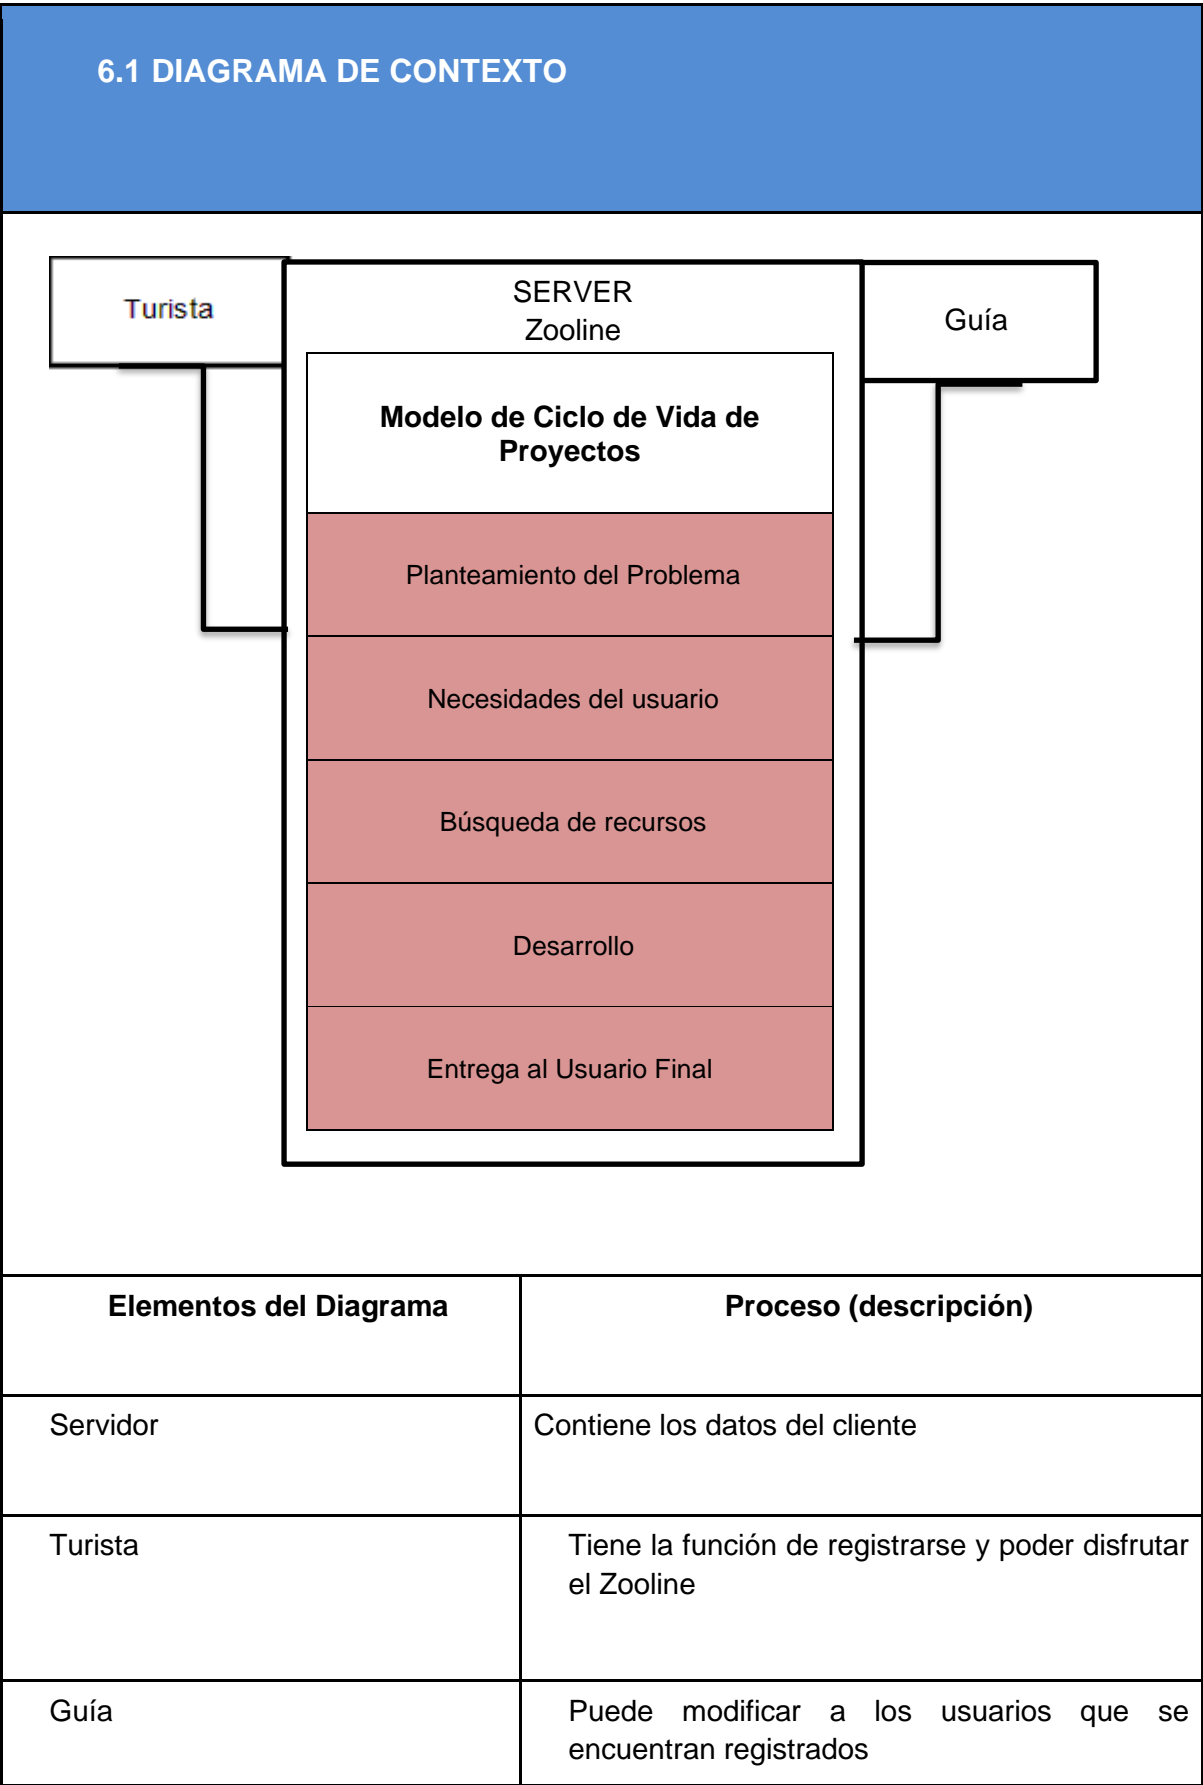 6.1 DIAGRAMA DE CONTEXTO
Turista
SERVER
Zooline
Guía
Modelo de Ciclo de Vida de
Proyectos
Planteamiento del Problema
Necesidades del usuario
Búsqueda de recursos
Desarrollo
Entrega al Usuario Final
Elementos del Diagrama
Proceso (descripción)
Servidor
Contiene los datos del cliente
Turista
Tiene la función de registrarse y poder disfrutar
el Zooline
Guía
Puede modificar a los usuarios que se
encuentran registrados